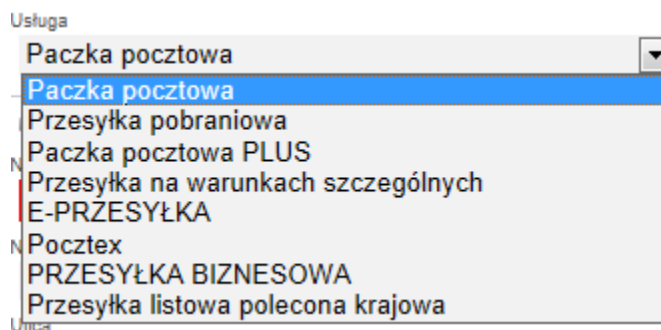 Usługa
Paczka pocztowa
Paczka pocztowa
Przesyłka pobraniowa
Paczka pocztowa PLUS
Przesyłka na warunkach szczególnych
E-PRZESYŁKA
Pocztex
PRZESYŁKA BIZNESOWA
Przesyłka listowa polecona krajowa
Ulica